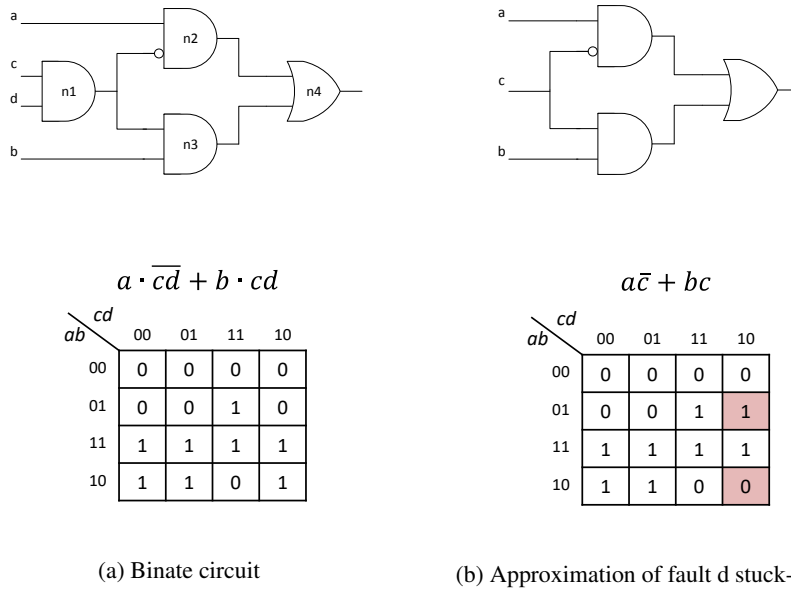 a
n2
c
n1
d
n4
n3
b
a
c
b
a · \overline{cd} + b · cd
cd
ab 00 01 11 10
00 0 0 0 0
01 0 0 1 0
11 1 1 1 1
10 1 1 0 1
a\bar{c} + bc
cd
ab 00 01 11 10
00 0 0 0 0
01 0 0 1 1
11 1 1 1 1
10 1 1 0 0
(a) Binate circuit
(b) Approximation of fault d stuck-